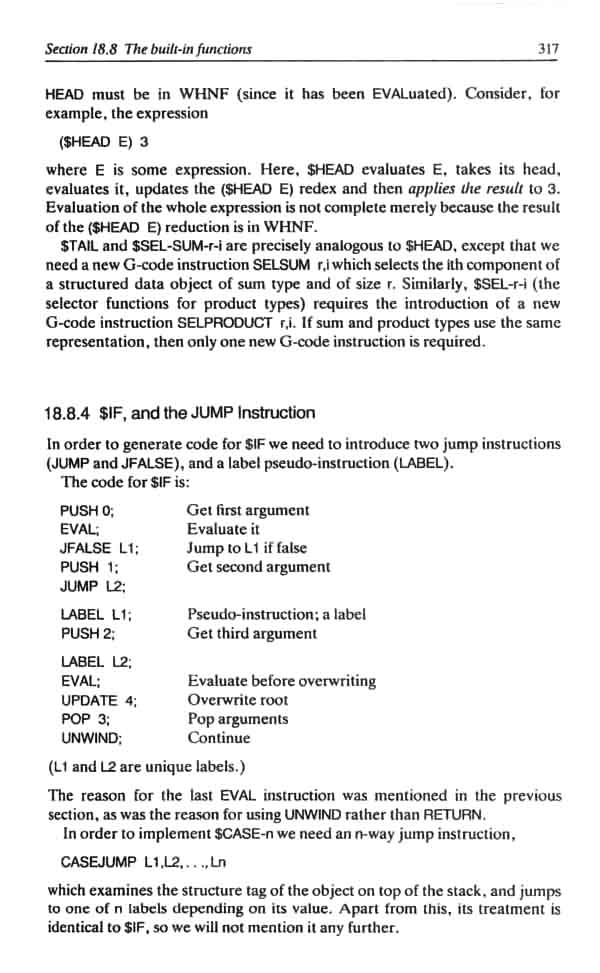 Section 18.8 The built-in functions 317
HEAD must be in WHNF (since it has been EVALuated). Consider, for
example, the expression
($HEAD E) 3
where E is some expression. Here, $HEAD evaluates E, takes its head,
evaluates it, updates the ($HEAD E) redex and then applies the result to 3.
Evaluation of the whole expression is not complete merely because the result
of the ($HEAD E) reduction is in WHNF.
$TAIL and $SEL-SUM-r-i are precisely analogous to $HEAD, except that we
need a new G-code instruction SELSUM r,i which selects the ith component of
a structured data object of sum type and of size r. Similarly, $SEL-r-i (the
selector functions for product types) requires the introduction of a new
G-code instruction SELPRODUCT r,i. If sum and product types use the same
representation, then only one new G-code instruction is required.
18.8.4 $IF, and the JUMP Instruction
In order to generate code for $IF we need to introduce two jump instructions
(JUMP and JFALSE), and a label pseudo-instruction (LABEL).
The code for $IF is:
PUSH 0; Get first argument
EVAL; Evaluate it
JFALSE L1; Jump to L1 if false
PUSH 1; Get second argument
JUMP L2;
LABEL L1; Pseudo-instruction; a label
PUSH 2; Get third argument
LABEL L2;
EVAL; Evaluate before overwriting
UPDATE 4; Overwrite root
POP 3; Pop arguments
UNWIND; Continue
(L1 and L2 are unique labels.)
The reason for the last EVAL instruction was mentioned in the previous
section, as was the reason for using UNWIND rather than RETURN.
In order to implement $CASE-n we need an n-way jump instruction,
CASEJUMP L1,L2,. . .,Ln
which examines the structure tag of the object on top of the stack, and jumps
to one of n labels depending on its value. Apart from this, its treatment is
identical to $IF, so we will not mention it any further.